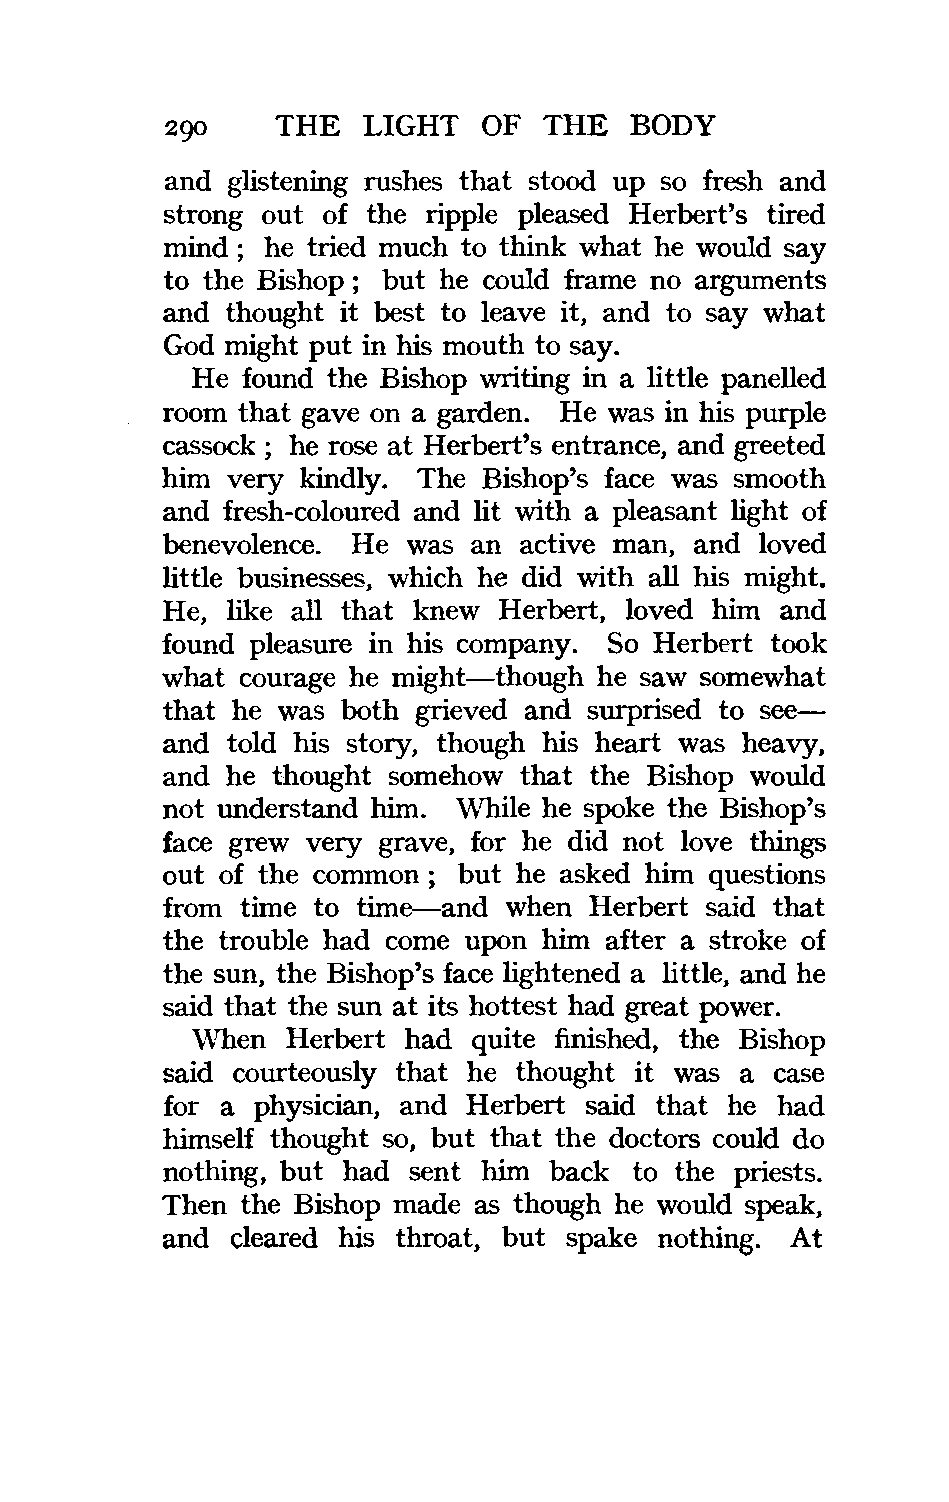 290 THE LIGHT OF THE BODY
and glistening rushes that stood up so fresh and
strong out of the ripple pleased Herbert's tired
mind ; he tried much to think what he would say
to the Bishop ; but he could frame no arguments
and thought it best to leave it, and to say what
God might put in his mouth to say.
He found the Bishop writing in a little panelled
room that gave on a garden. He was in his purple
cassock ; he rose at Herbert's entrance, and greeted
him very kindly. The Bishop's face was smooth
and fresh-coloured and lit with a pleasant light of
benevolence. He was an active man, and loved
little businesses, which he did with all his might.
He, like all that knew Herbert, loved him and
found pleasure in his company. So Herbert took
what courage he might—though he saw somewhat
that he was both grieved and surprised to see—
and told his story, though his heart was heavy,
and he thought somehow that the Bishop would
not understand him. While he spoke the Bishop's
face grew very grave, for he did not love things
out of the common ; but he asked him questions
from time to time—and when Herbert said that
the trouble had come upon him after a stroke of
the sun, the Bishop's face lightened a little, and he
said that the sun at its hottest had great power.
When Herbert had quite finished, the Bishop
said courteously that he thought it was a case
for a physician, and Herbert said that he had
himself thought so, but that the doctors could do
nothing, but had sent him back to the priests.
Then the Bishop made as though he would speak,
and cleared his throat, but spake nothing. At